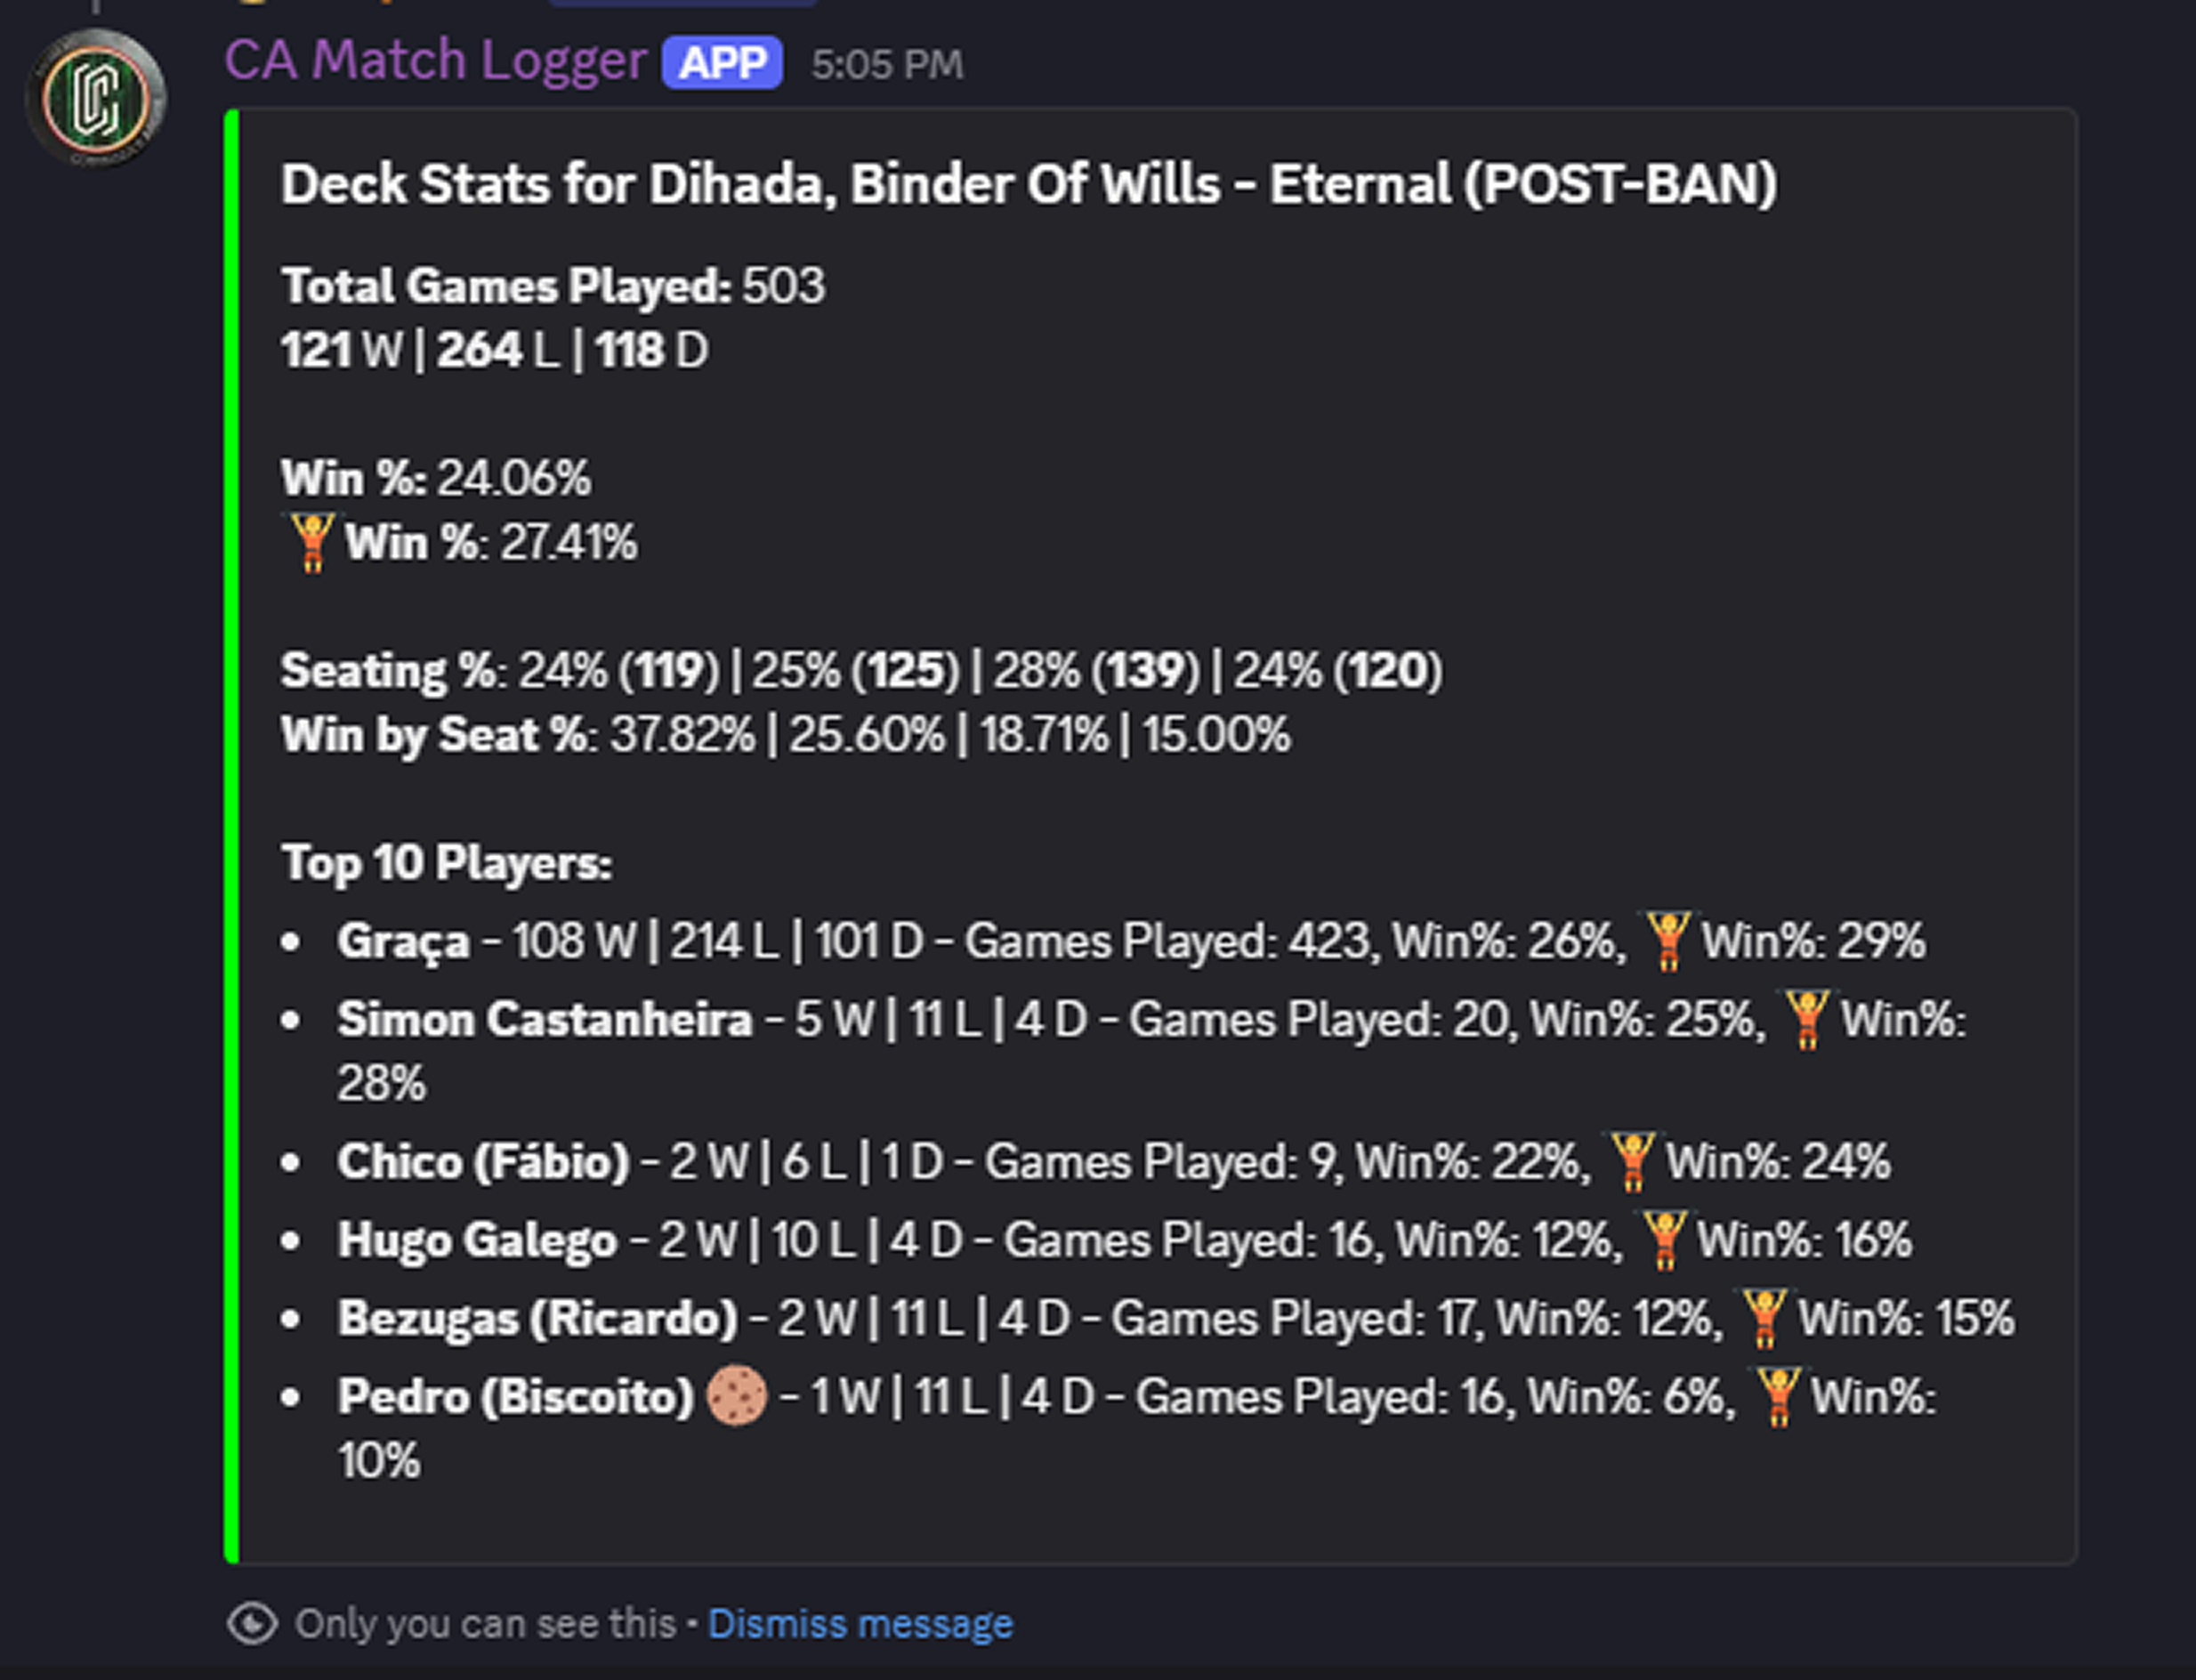 CA Match Logger APP 5:05 PM
Deck Stats for Dihada, Binder Of Wills - Eternal (POST-BAN)
Total Games Played: 503
121 W | 264 L | 118 D
Win %: 24.06%
🏋️Win %: 27.41%
Seating %: 24% (119) | 25% (125) | 28% (139) | 24% (120)
Win by Seat %: 37.82% | 25.60% | 18.71% | 15.00%
Top 10 Players:
• Graça - 108 W | 214 L | 101 D - Games Played: 423, Win%: 26%, 🏋️Win%: 29%
• Simon Castanheira - 5 W | 11 L | 4 D - Games Played: 20, Win%: 25%, 🏋️Win%:
28%
• Chico (Fábio) - 2 W | 6 L | 1 D - Games Played: 9, Win%: 22%, 🏋️Win%: 24%
• Hugo Galego - 2 W | 10 L | 4 D - Games Played: 16, Win%: 12%, 🏋️Win%: 16%
• Bezugas (Ricardo) - 2 W | 11 L | 4 D - Games Played: 17, Win%: 12%, 🏋️Win%: 15%
• Pedro (Biscoito) 🍪 - 1 W | 11 L | 4 D - Games Played: 16, Win%: 6%, 🏋️Win%:
10%
Only you can see this • Dismiss message